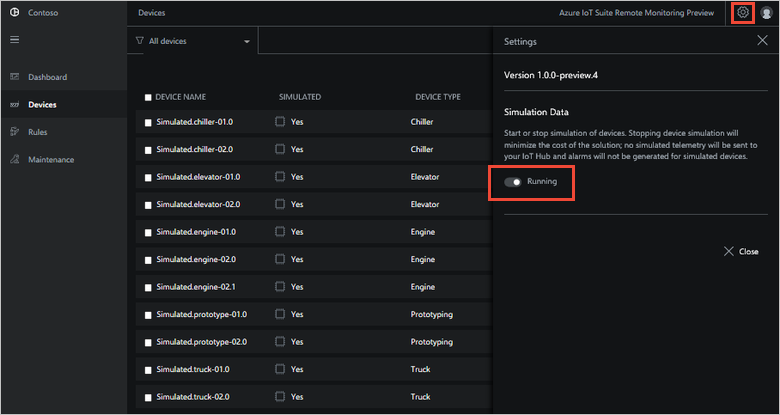 Contoso
Devices
Azure IoT Suite Remote Monitoring Preview
Dashboard
Devices
Rules
Maintenance
All devices
DEVICE NAME SIMULATED DEVICE TYPE
Simulated.chiller-01.0 Yes Chiller
Simulated.chiller-02.0 Yes Chiller
Simulated.elevator-01.0 Yes Elevator
Simulated.elevator-02.0 Yes Elevator
Simulated.engine-01.0 Yes Engine
Simulated.engine-02.0 Yes Engine
Simulated.engine-02.1 Yes Engine
Simulated.prototype-01.0 Yes Prototyping
Simulated.prototype-02.0 Yes Prototyping
Simulated.truck-01.0 Yes Truck
Simulated.truck-02.0 Yes Truck
Settings
Version 1.0.0-preview.4
Simulation Data
Start or stop simulation of devices. Stopping device simulation will
minimize the cost of the solution; no simulated telemetry will be sent to
your IoT Hub and alarms will not be generated for simulated devices.
Running
Close